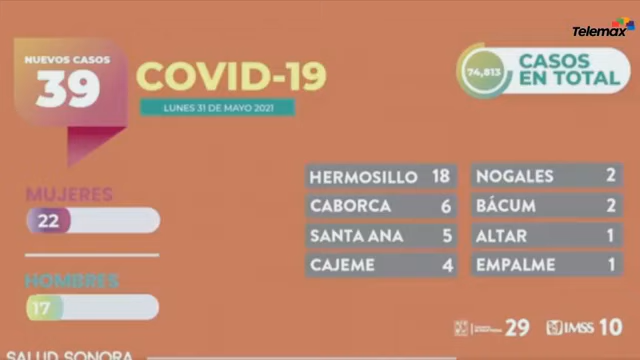 Telemax
NUEVOS CASOS
39
COVID-19
LUNES 31 DE MAYO 2021
74,813
CASOS
EN TOTAL
MUJERES
22
HOMBRES
17
HERMOSILLO 18
CABORCA 6
SANTA ANA 5
CAJEME 4
NOGALES 2
BÁCUM 2
ALTAR 1
EMPALME 1
29
IMSS 10
SALUD SONORA